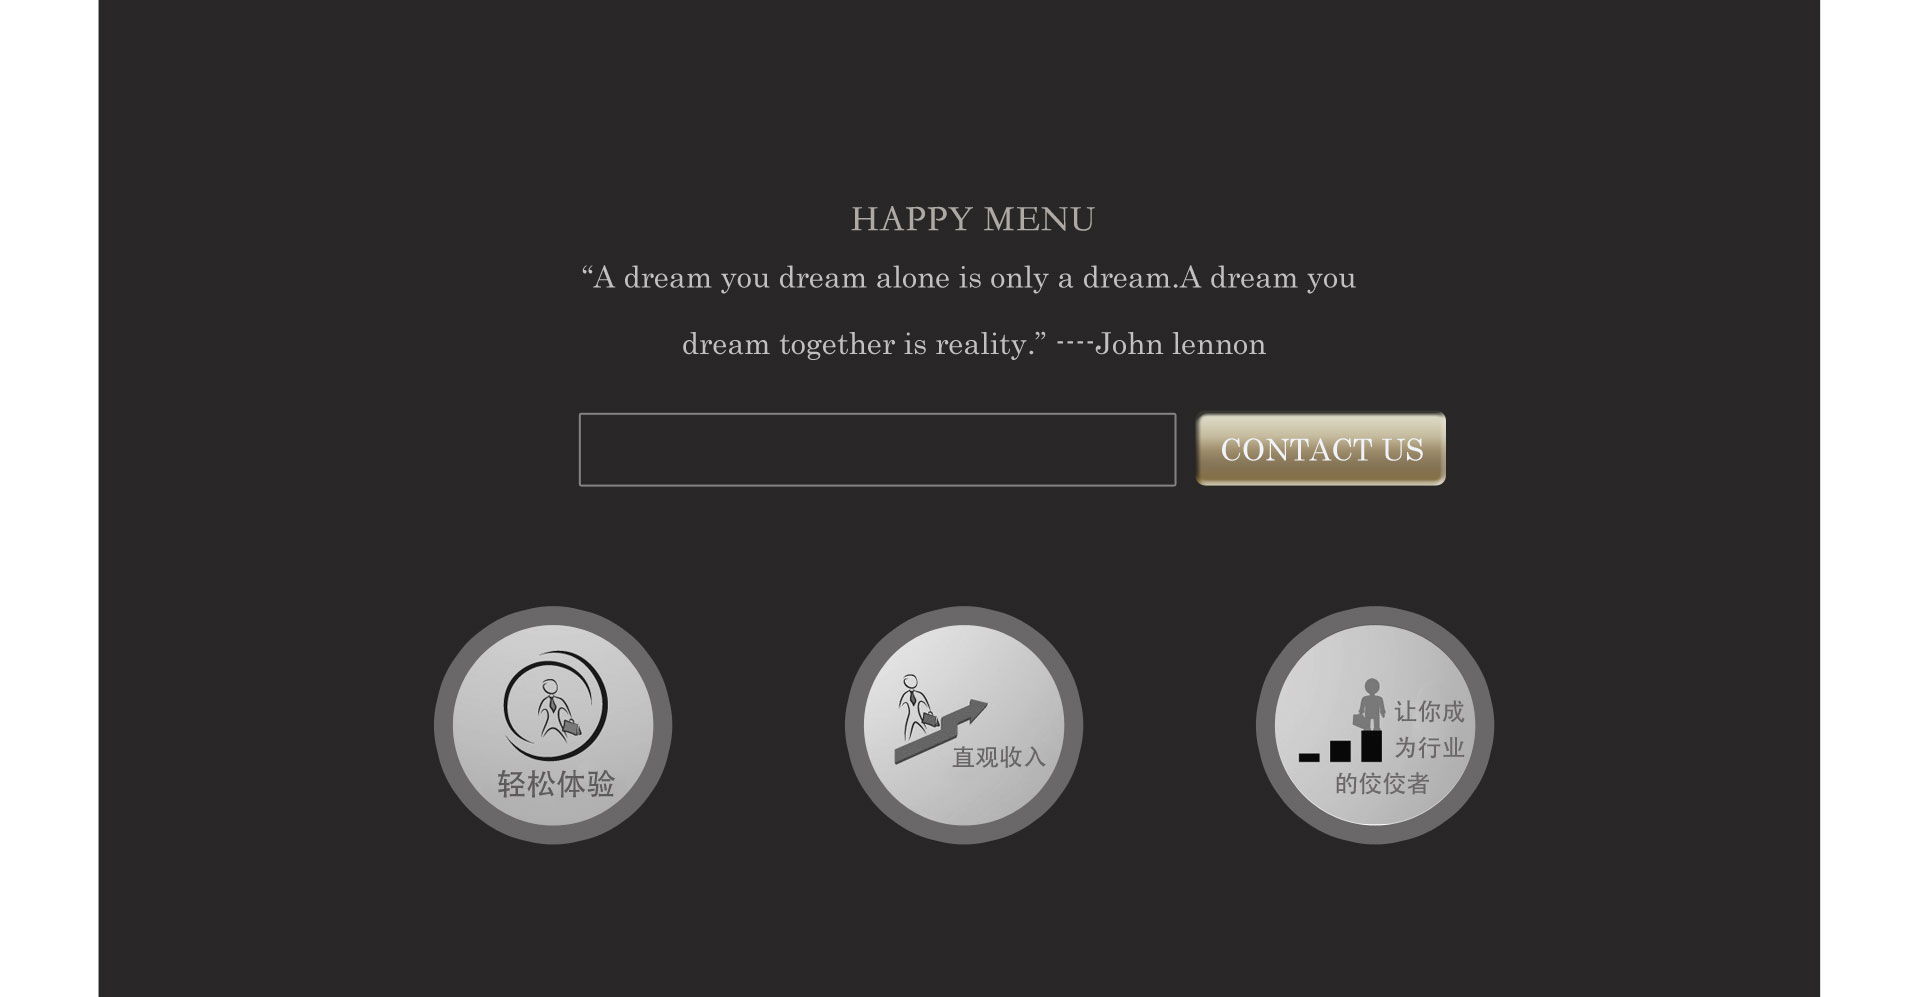 HAPPY MENU
“A dream you dream alone is only a dream.A dream you
dream together is reality.” ----John lennon
CONTACT US
轻松体验
直观收入
让你成
为行业
的佼佼者